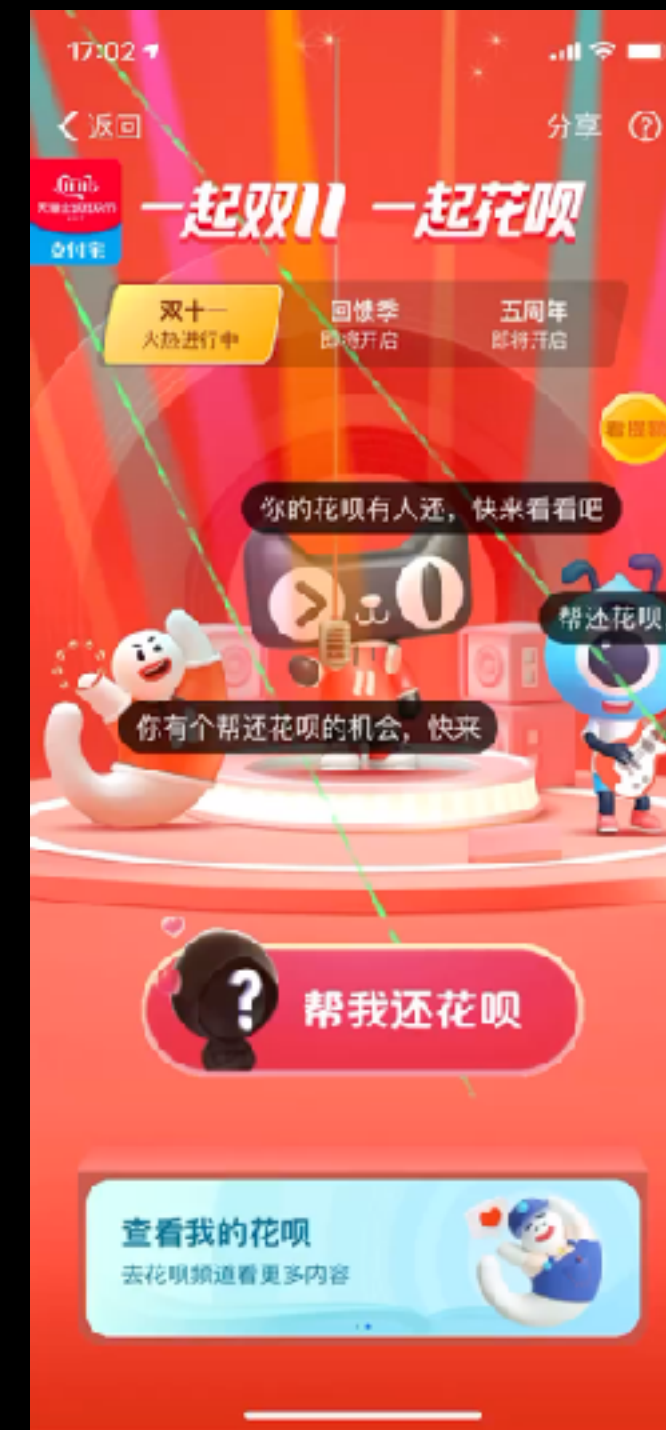 17:02
返回
分享
?
支付宝
一起双11 一起花呗
双十一
火热进行中
回馈季
即将开启
五周年
即将开启
你的花呗有人还，快来看看吧
帮还花呗
你有个帮还花呗的机会，快来
?
帮我还花呗
查看我的花呗
去花呗频道看更多内容